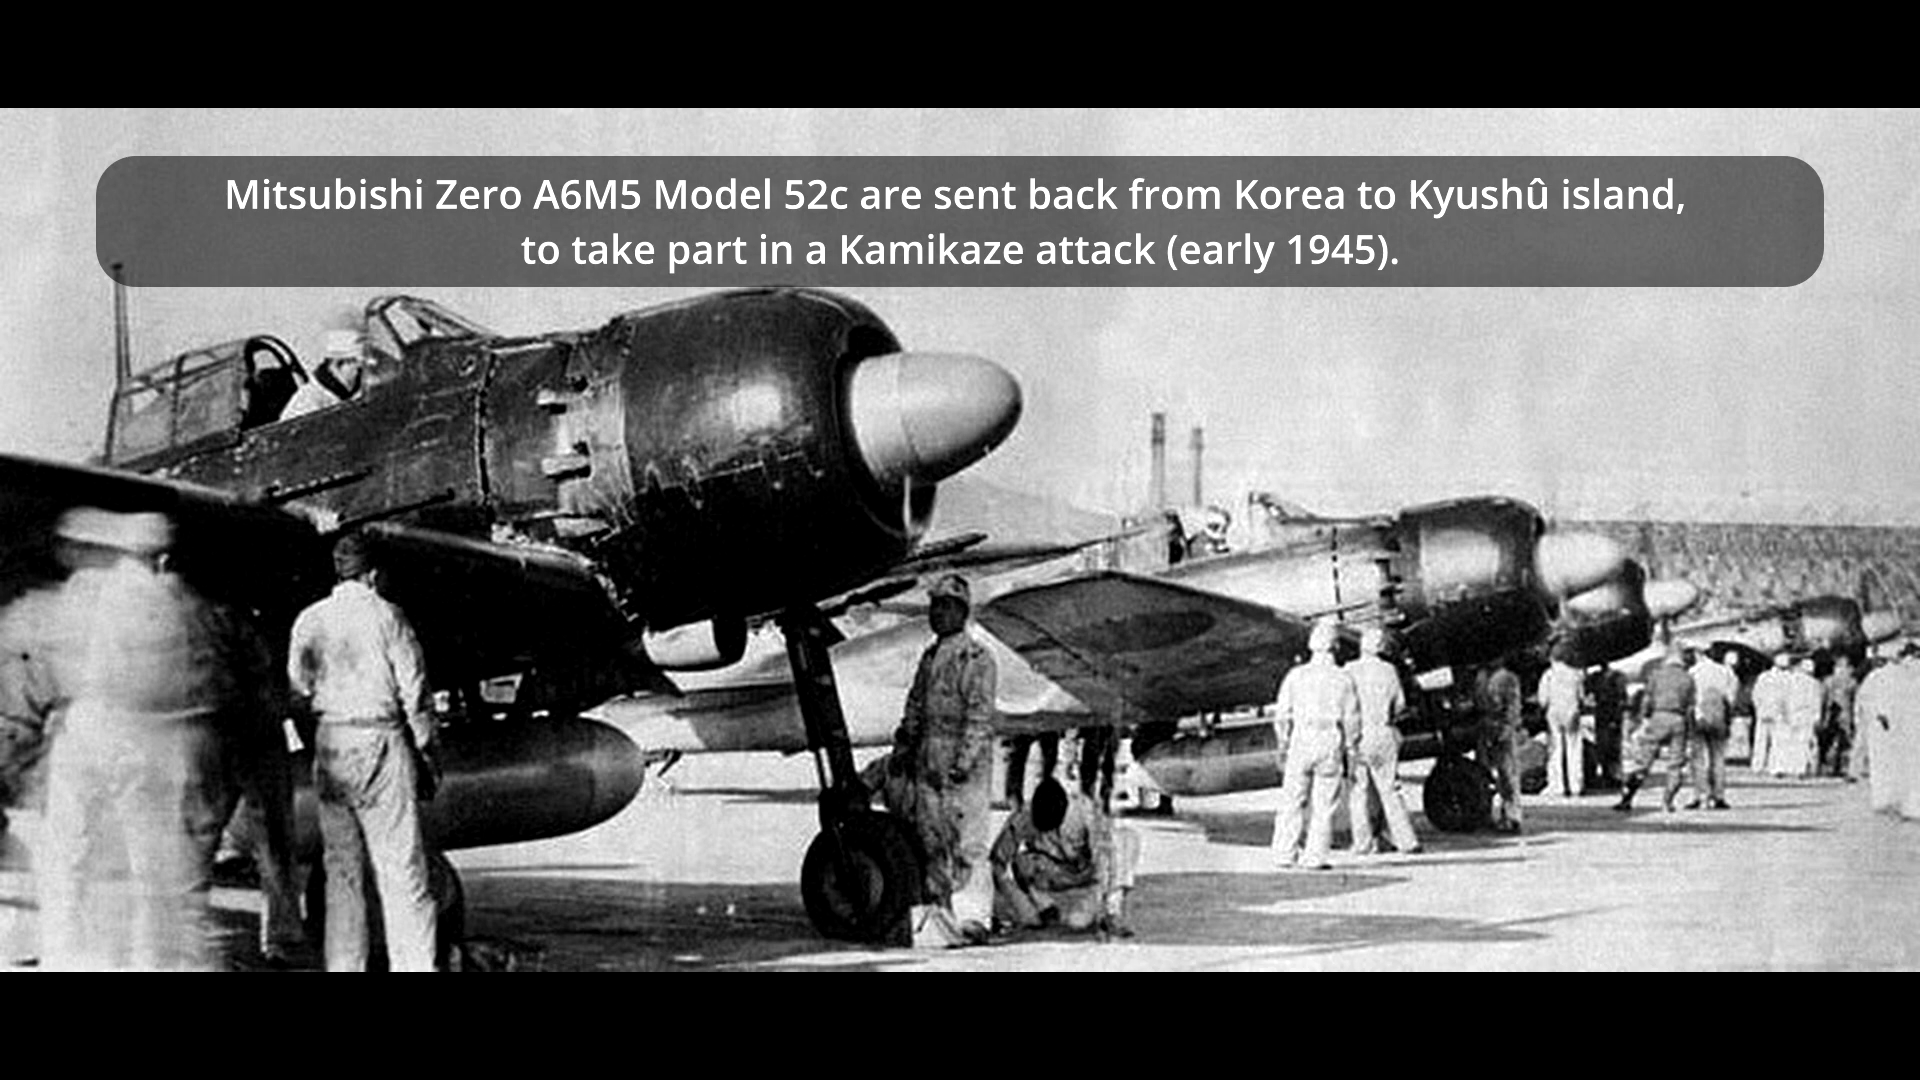 Mitsubishi Zero A6M5 Model 52c are sent back from Korea to Kyushû island,
to take part in a Kamikaze attack (early 1945).